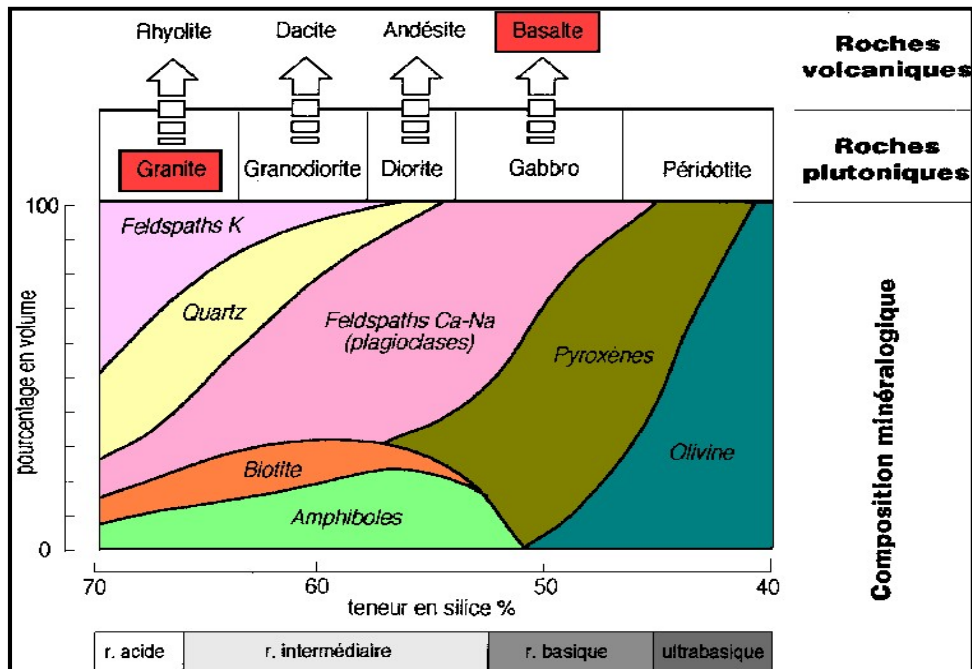 Rhyolite Dacite Andésite Basalte
Roches
volcaniques
Granite Granodiorite Diorite Gabbro Péridotite
Roches
plutoniques
100
Feldspaths K
Quartz
Feldspaths Ca-Na
(plagioclases)
Pyroxènes
Olivine
Biotite
Amphiboles
0
pourcentage en volume
Composition minéralogique
70 60 50 40
teneur en silice %
r. acide r. intermédiaire r. basique ultrabasique